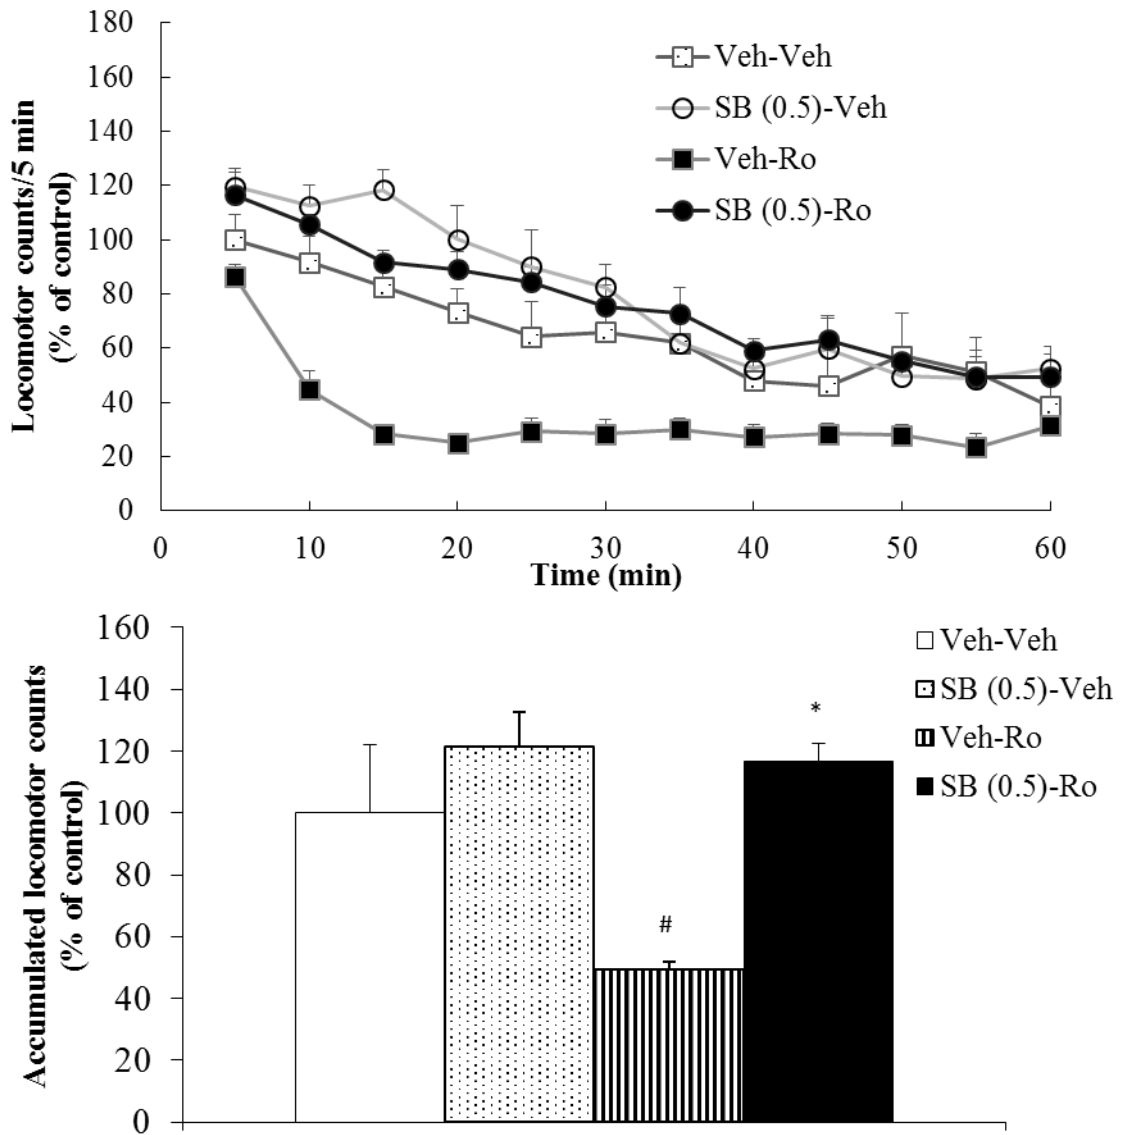 180
160
140
120
100
80
60
40
20
0
Locomotor counts/5 min
(% of control)
Veh-Veh
SB (0.5)-Veh
Veh-Ro
SB (0.5)-Ro
0 10 20 30 40 50 60
Time (min)
160
140
120
100
80
60
40
20
0
Accumulated locomotor counts
(% of control)
#
*
Veh-Veh
SB (0.5)-Veh
Veh-Ro
SB (0.5)-Ro